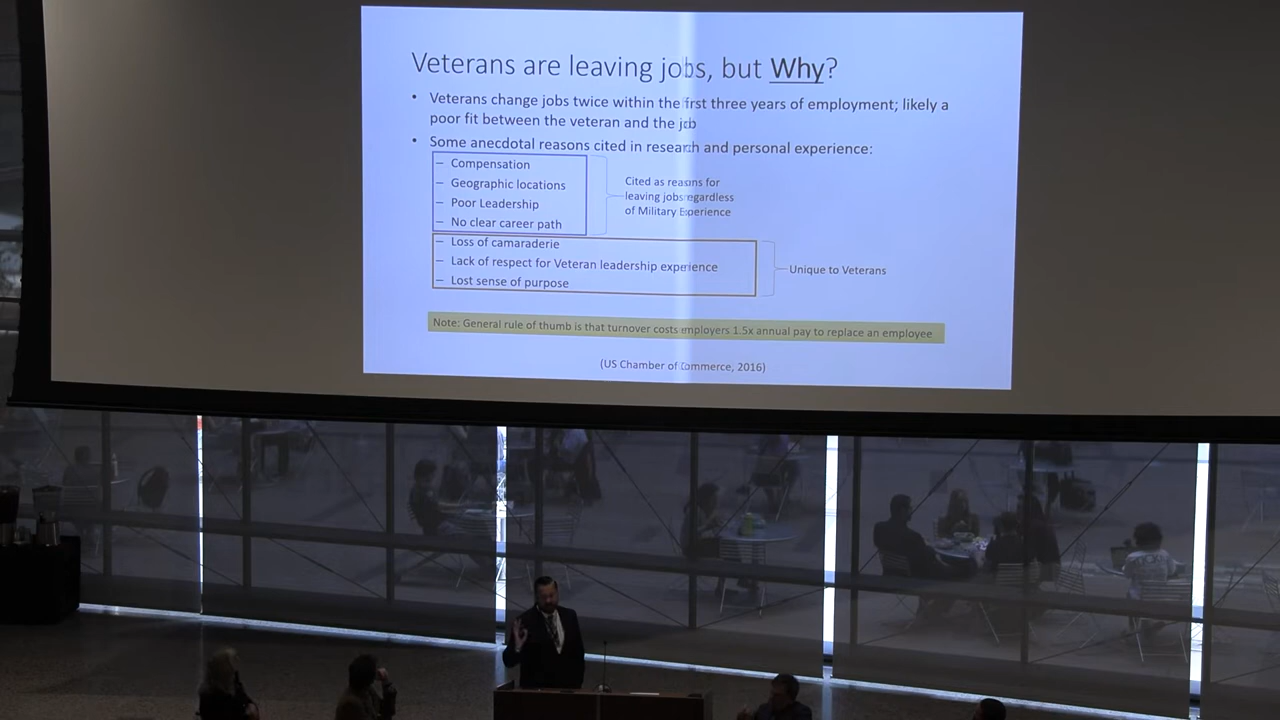 Veterans are leaving jobs, but Why?
• Veterans change jobs twice within the first three years of employment; likely a
poor fit between the veteran and the job
• Some anecdotal reasons cited in research and personal experience:
– Compensation
– Geographic locations
– Poor Leadership
– No clear career path
Cited as reasons for
leaving jobs regardless
of Military Experience
– Loss of camaraderie
– Lack of respect for Veteran leadership experience
– Lost sense of purpose
Unique to Veterans
Note: General rule of thumb is that turnover costs employers 1.5x annual pay to replace an employee
(US Chamber of Commerce, 2016)